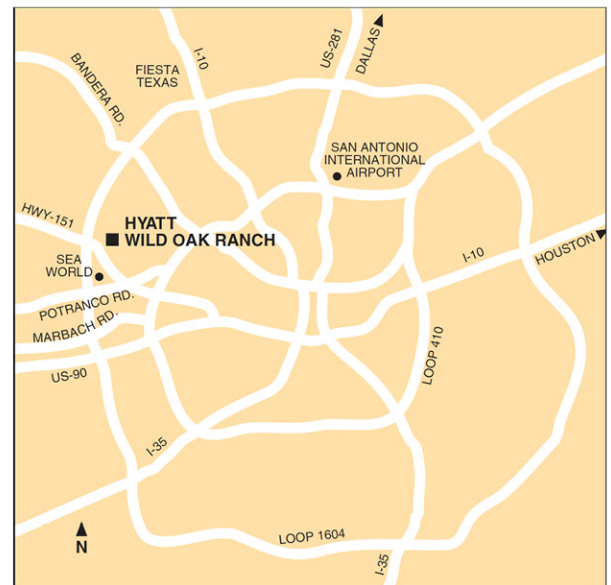 I-10
US-281
DALLAS
BANDERA RD.
FIESTA
TEXAS
SAN ANTONIO
INTERNATIONAL
AIRPORT
HWY-151
HYATT
WILD OAK RANCH
SEA
WORLD
I-10
HOUSTON
POTRANCO RD.
MARBACH RD.
US-90
LOOP 410
I-35
N
LOOP 1604
I-35